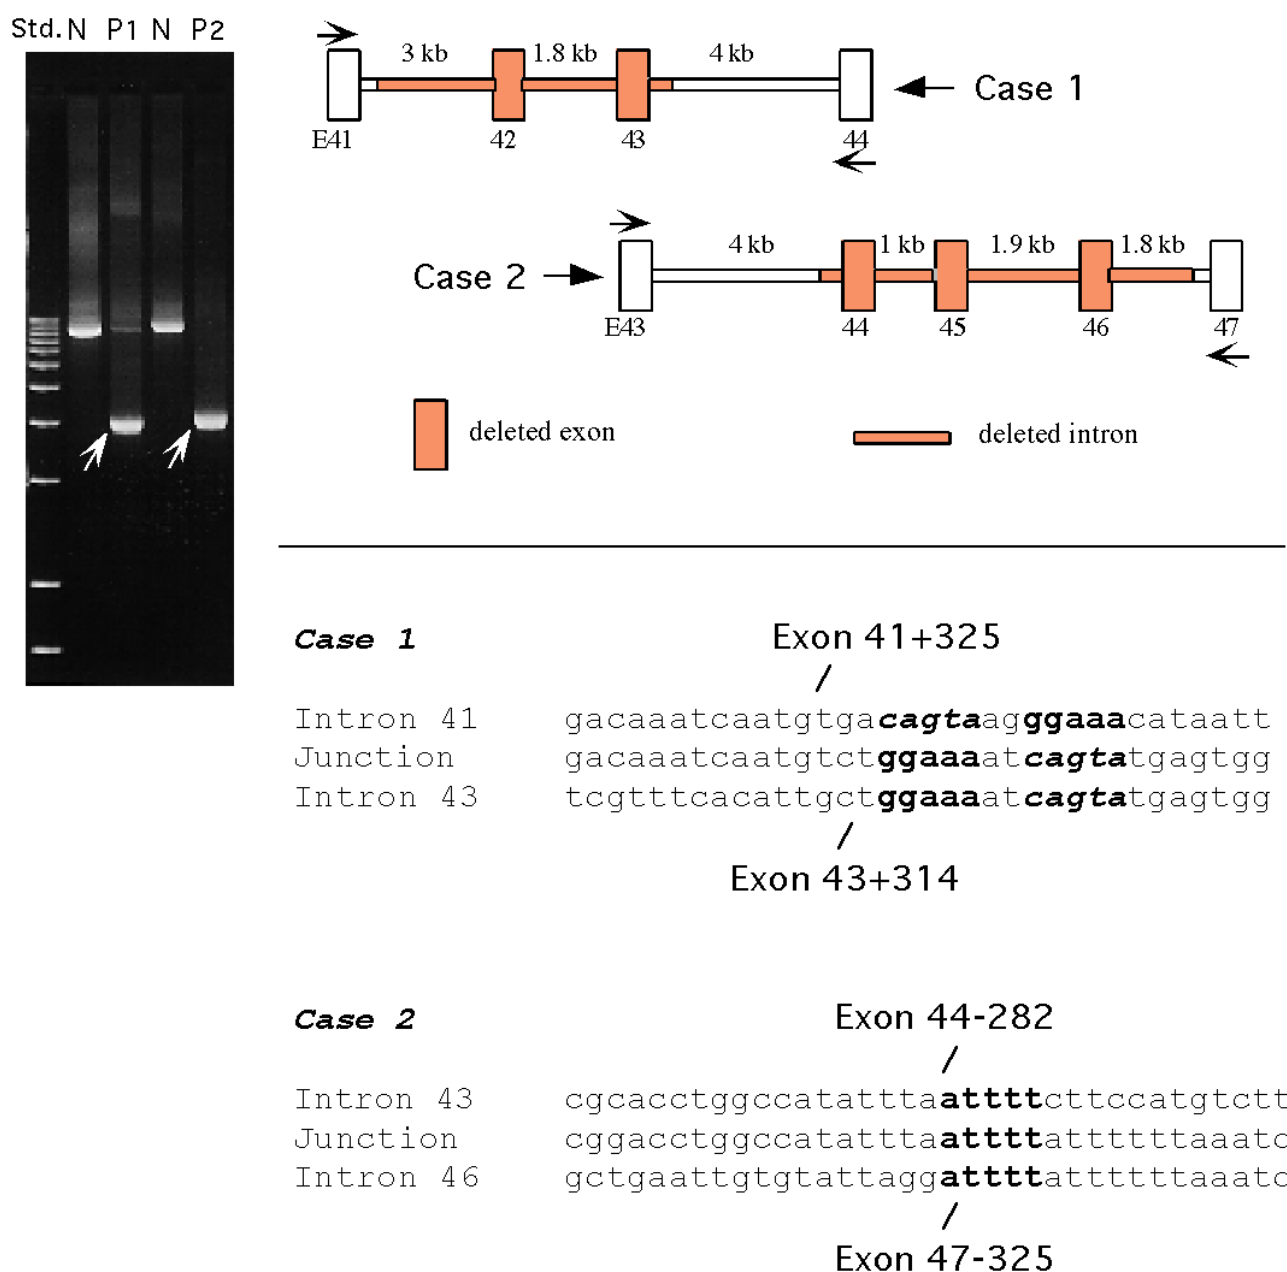 Std. N P1 N P2
3 kb 1.8 kb 4 kb
Case 1
E41 42 43 44
4 kb 1 kb 1.9 kb 1.8 kb
Case 2
E43 44 45 46 47
deleted exon deleted intron
Case 1
Exon 41+325
Intron 41 gacaaatcaatgtgacagtaagggaaacataatt
Junction gacaaatcaatgtctggaaaatcagtatgagtgg
Intron 43 tcgtttcacattgctggaaaatcagtatgagtgg
Exon 43+314
Case 2
Exon 44-282
Intron 43 cgcacctggccatatttaattttcttccatgtctt
Junction cggacctggccatatttaattttattttttaaatc
Intron 46 gctgaattgtgtattaggattttattttttaaatc
Exon 47-325